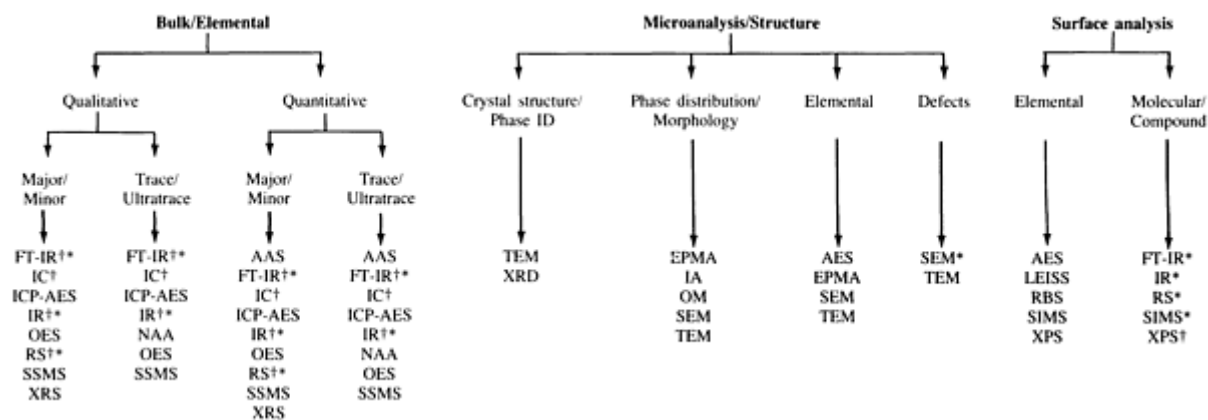 Bulk/Elemental
Qualitative
Major/
Minor
FT-IR†*
IC†
ICP-AES
IR†*
OES
RS†*
SSMS
XRS
Trace/
Ultratrace
FT-IR†*
IC†
ICP-AES
IR†*
NAA
OES
SSMS
Quantitative
Major/
Minor
AAS
FT-IR†*
IC†
ICP-AES
IR†*
OES
RS†*
SSMS
XRS
Trace/
Ultratrace
AAS
FT-IR†*
IC†
ICP-AES
IR†*
NAA
OES
SSMS
Microanalysis/Structure
Crystal structure/
Phase ID
TEM
XRD
Phase distribution/
Morphology
EPMA
IA
OM
SEM
TEM
Elemental
AES
EPMA
SEM
TEM
Defects
SEM*
TEM
Surface analysis
Elemental
AES
LEISS
RBS
SIMS
XPS
Molecular/
Compound
FT-IR*
IR*
RS*
SIMS*
XPS†